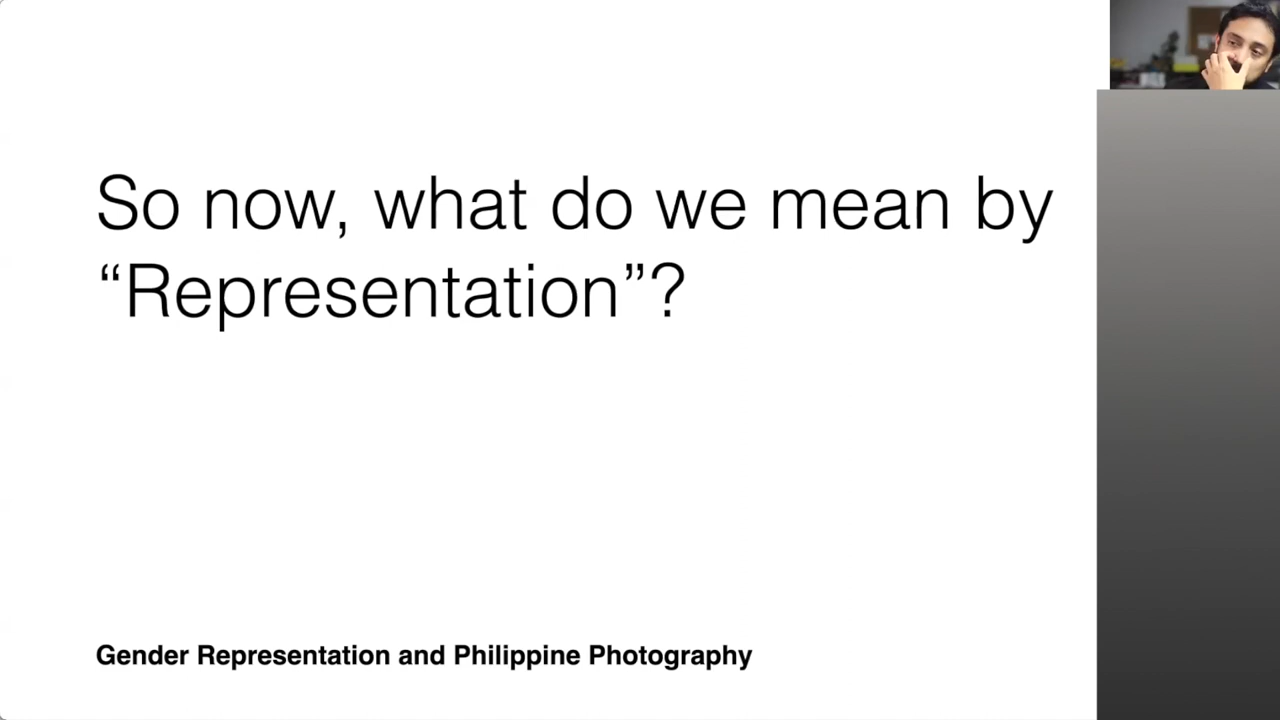 So now, what do we mean by
“Representation”?
Gender Representation and Philippine Photography